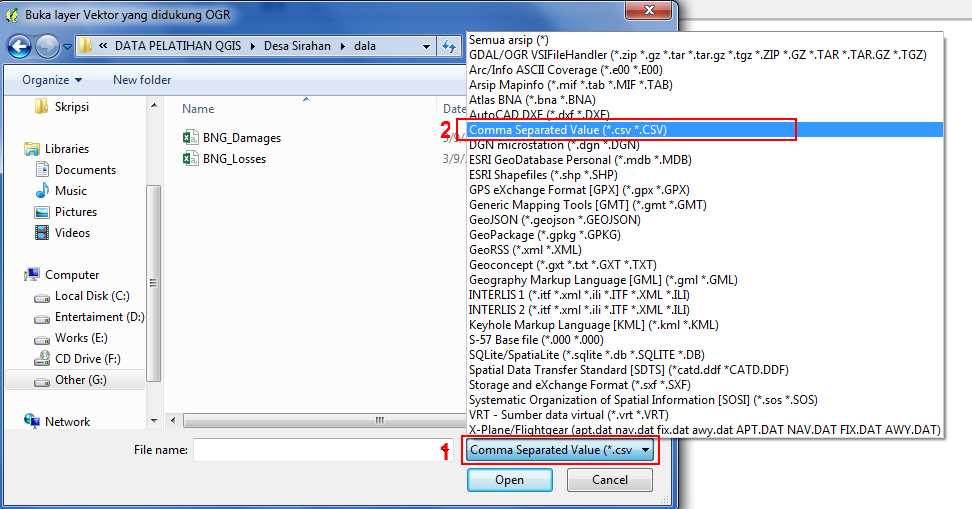 Buka layer Vektor yang didukung OGR
« DATA PELATIHAN QGIS Desa Sirahan dala
Organize New folder
Skripsi
Libraries
Documents
Music
Pictures
Videos
Computer
Local Disk (C:)
Entertaiment (D:)
Works (E:)
CD Drive (F:)
Other (G:)
Network
Name Date
BNG_Damages 3/9/
BNG_Losses 3/9/
Semua arsip (*)
GDAL/OGR VSIFileHandler (*.zip *.gz *.tar *.tar.gz *.tgz *.ZIP *.GZ *.TAR *.TAR.GZ *.TGZ)
Arc/Info ASCII Coverage (*.e00 *.E00)
Arsip Mapinfo (*.mif *.tab *.MIF *.TAB)
Atlas BNA (*.bna *.BNA)
AutoCAD DXF (*.dxf *.DXF)
2 Comma Separated Value (*.csv *.CSV)
DGN microstation (*.dgn *.DGN)
ESRI GeoDatabase Personal (*.mdb *.MDB)
ESRI Shapefiles (*.shp *.SHP)
GPS eXchange Format [GPX] (*.gpx *.GPX)
Generic Mapping Tools [GMT] (*.gmt *.GMT)
GeoJSON (*.geojson *.GEOJSON)
GeoPackage (*.gpkg *.GPKG)
GeoRSS (*.xml *.XML)
Geoconcept (*.gxt *.txt *.GXT *.TXT)
Geography Markup Language [GML] (*.gml *.GML)
INTERLIS 1 (*.itf *.xml *.ili *.ITF *.XML *.ILI)
INTERLIS 2 (*.itf *.xml *.ili *.ITF *.XML *.ILI)
Keyhole Markup Language [KML] (*.kml *.KML)
S-57 Base file (*.000 *.000)
SQLite/SpatiaLite (*.sqlite *.db *.SQLITE *.DB)
Spatial Data Transfer Standard [SDTS] (*catd.ddf *CATD.DDF)
Storage and eXchange Format (*.sxf *.SXF)
Systematic Organization of Spatial Information [SOSI] (*.sos *.SOS)
VRT - Sumber data virtual (*.vrt *.VRT)
X-Plane/Flightgear (apt.dat nav.dat fix.dat awy.dat APT.DAT NAV.DAT FIX.DAT AWY.DAT)
File name: 1 Comma Separated Value (*.csv
Open Cancel